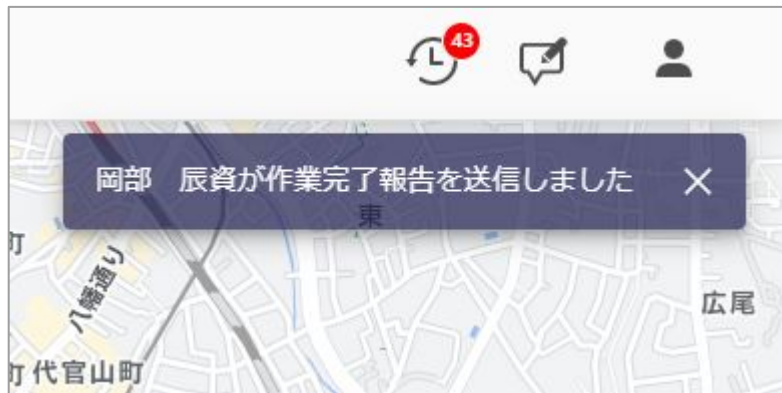 43
岡部　辰資が作業完了報告を送信しました
東
町
八幡通り
広尾
町
代官山町